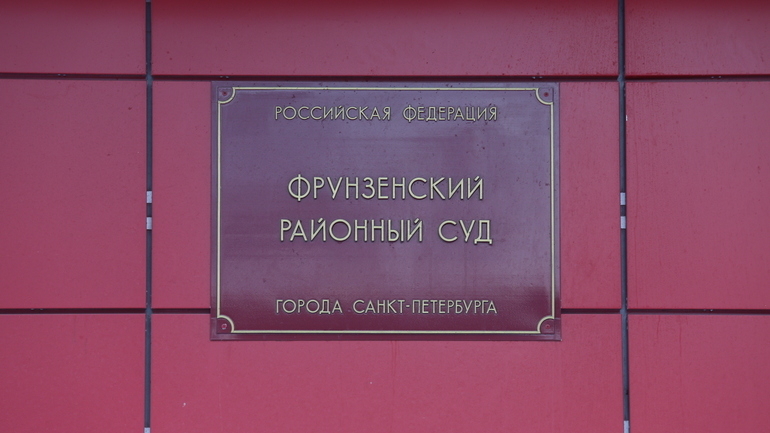 РОССИЙСКАЯ ФЕДЕРАЦИЯ
ФРУНЗЕНСКИЙ
РАЙОННЫЙ СУД
ГОРОДА САНКТ-ПЕТЕРБУРГА